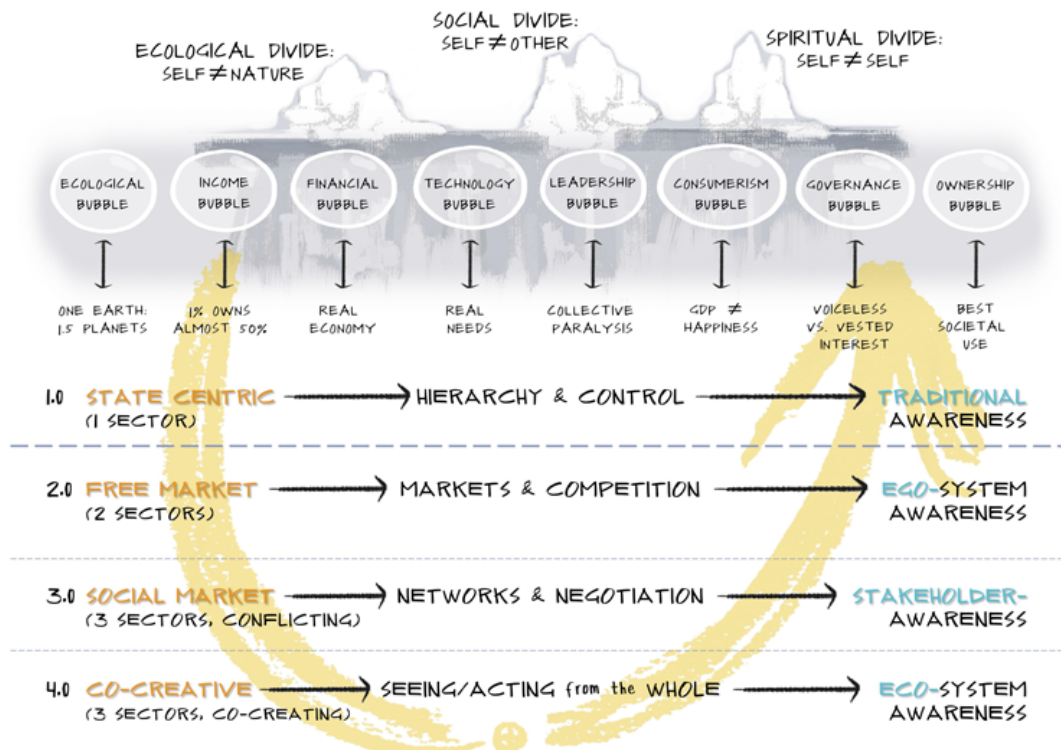 SOCIAL DIVIDE:
SELF ≠ OTHER
ECOLOGICAL DIVIDE:
SELF ≠ NATURE
SPIRITUAL DIVIDE:
SELF ≠ SELF
ECOLOGICAL
BUBBLE
INCOME
BUBBLE
FINANCIAL
BUBBLE
TECHNOLOGY
BUBBLE
LEADERSHIP
BUBBLE
CONSUMERISM
BUBBLE
GOVERNANCE
BUBBLE
OWNERSHIP
BUBBLE
ONE EARTH:
1.5 PLANETS
1% OWNS
ALMOST 50%
REAL
ECONOMY
REAL
NEEDS
COLLECTIVE
PARALYSIS
GDP ≠
HAPPINESS
VOICELESS
VS. VESTED
INTEREST
BEST
SOCIETAL
USE
1.0 STATE CENTRIC HIERARCHY & CONTROL TRADITIONAL
(1 SECTOR) AWARENESS
2.0 FREE MARKET MARKETS & COMPETITION EGO-SYSTEM
(2 SECTORS) AWARENESS
3.0 SOCIAL MARKET NETWORKS & NEGOTIATION STAKEHOLDER-
(3 SECTORS, CONFLICTING) AWARENESS
4.0 CO-CREATIVE SEEING/ACTING from the WHOLE ECO-SYSTEM
(3 SECTORS, CO-CREATING) AWARENESS